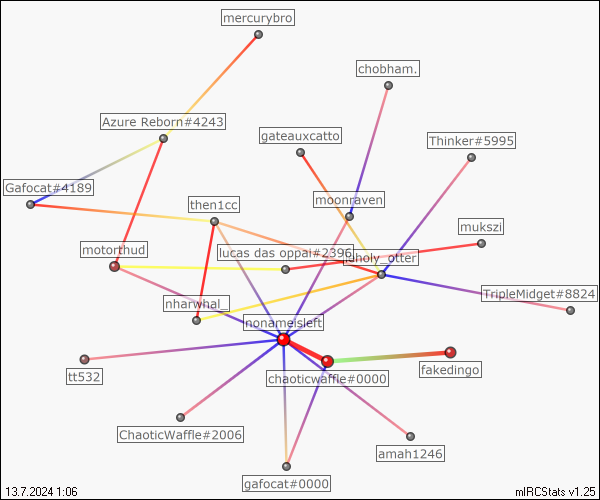 mercurybro
chobham.
Azure Reborn#4243
gateauxcatto
Thinker#5995
Gafocat#4189
then1cc
moonraven
mukszi
motorthud
lucas das oppai#2396
holy_otter
TripleMidget#8824
nharwhal_
nonameisleft
fakedingo
tt532
chaoticwaffle#0000
ChaoticWaffle#2006
amah1246
gafocat#0000
13.7.2024 1:06
mIRCStats v1.25